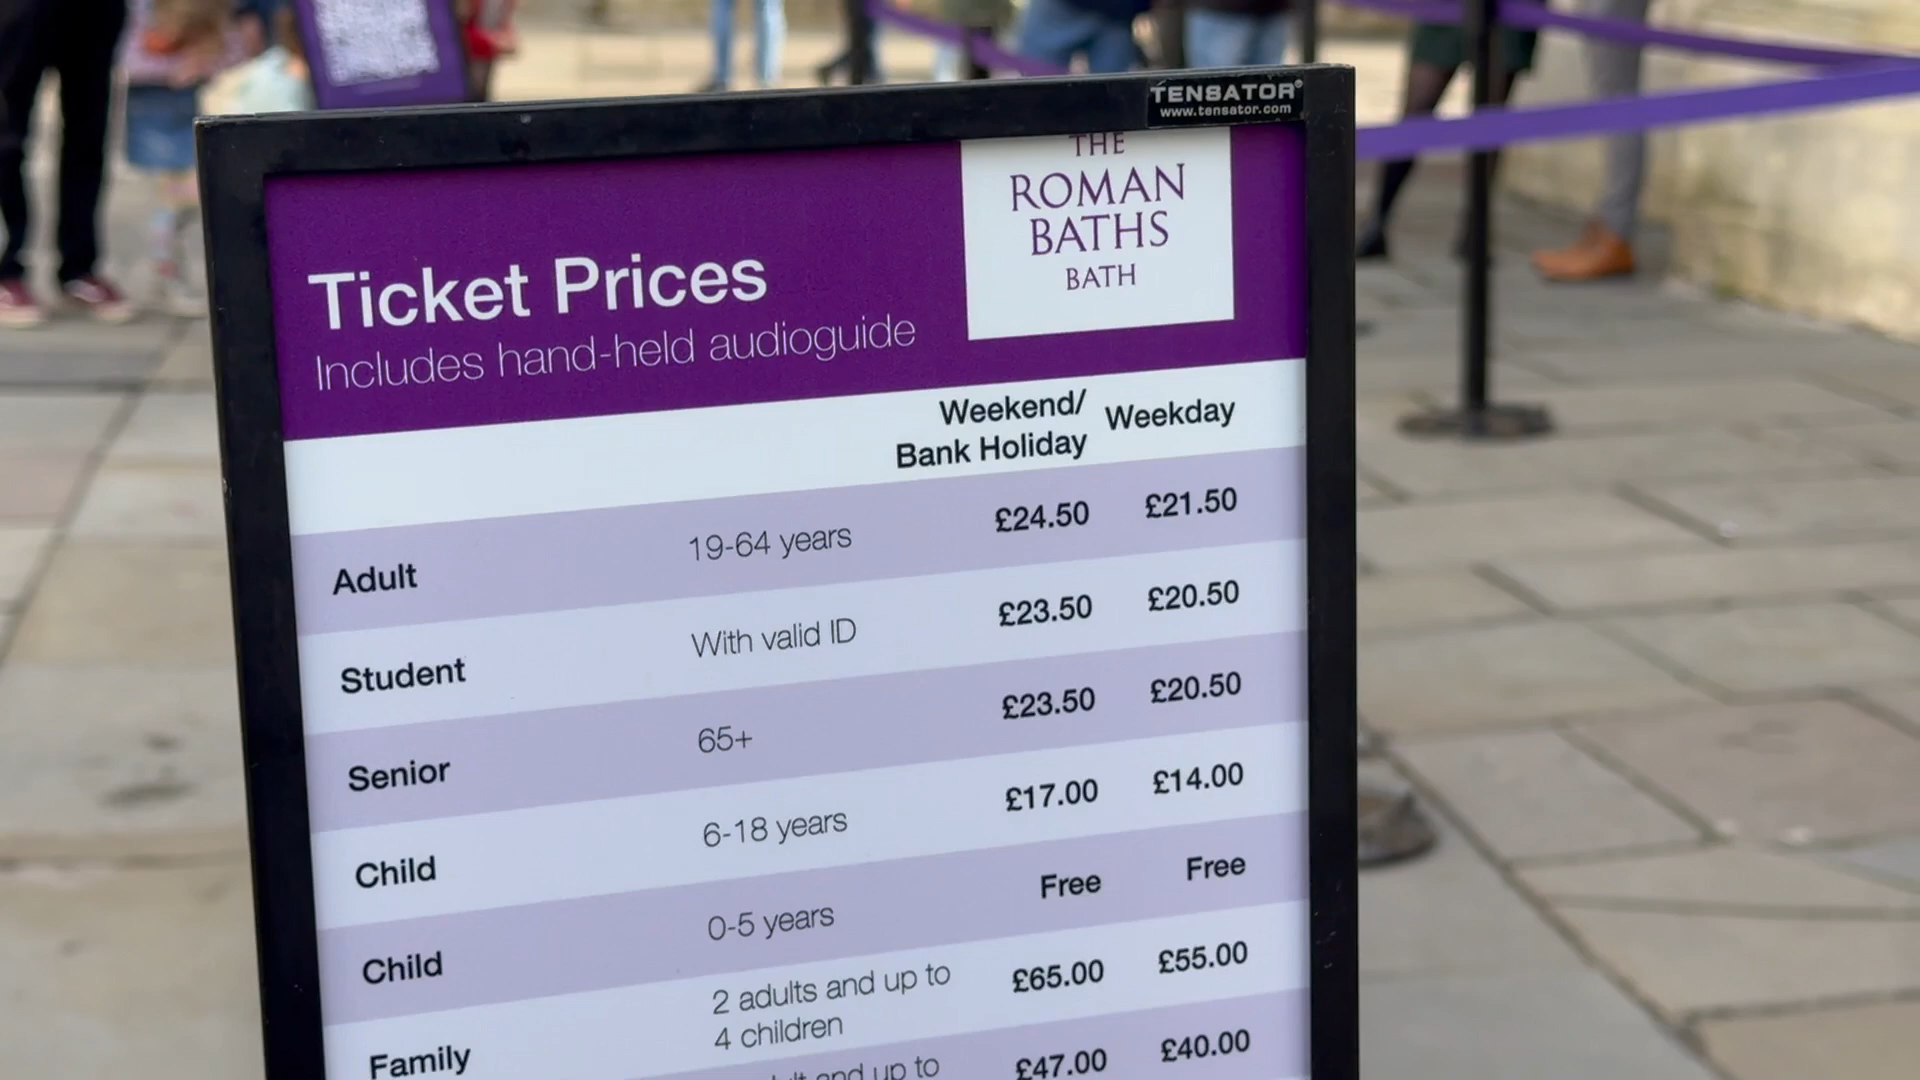 TENSATOR®
www.tensator.com
THE
ROMAN
BATHS
BATH
Ticket Prices
Includes hand-held audioguide
Weekend/ Weekday
Bank Holiday
Adult 19-64 years £24.50 £21.50
Student With valid ID £23.50 £20.50
Senior 65+ £23.50 £20.50
Child 6-18 years £17.00 £14.00
Child 0-5 years Free Free
Family 2 adults and up to £65.00 £55.00
4 children
and up to £47.00 £40.00